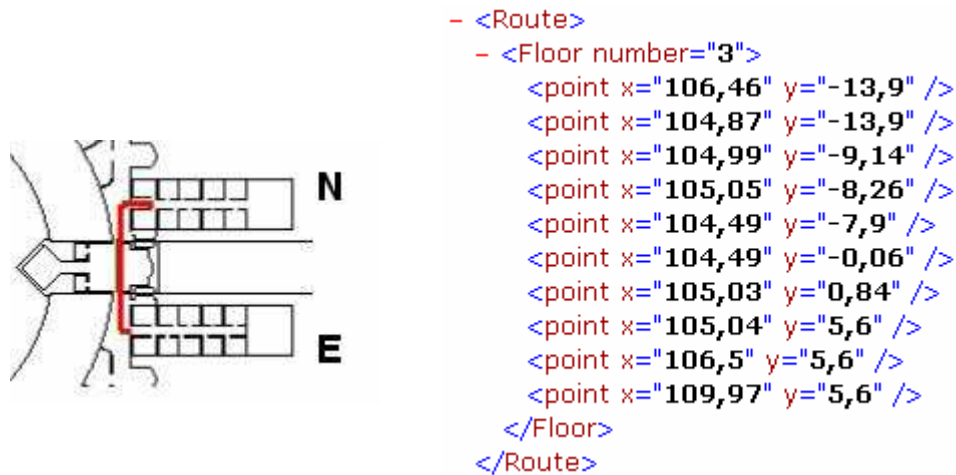 N
E
- <Route>
- <Floor number="3">
<point x="106,46" y="-13,9" />
<point x="104,87" y="-13,9" />
<point x="104,99" y="-9,14" />
<point x="105,05" y="-8,26" />
<point x="104,49" y="-7,9" />
<point x="104,49" y="-0,06" />
<point x="105,03" y="0,84" />
<point x="105,04" y="5,6" />
<point x="106,5" y="5,6" />
<point x="109,97" y="5,6" />
</Floor>
</Route>